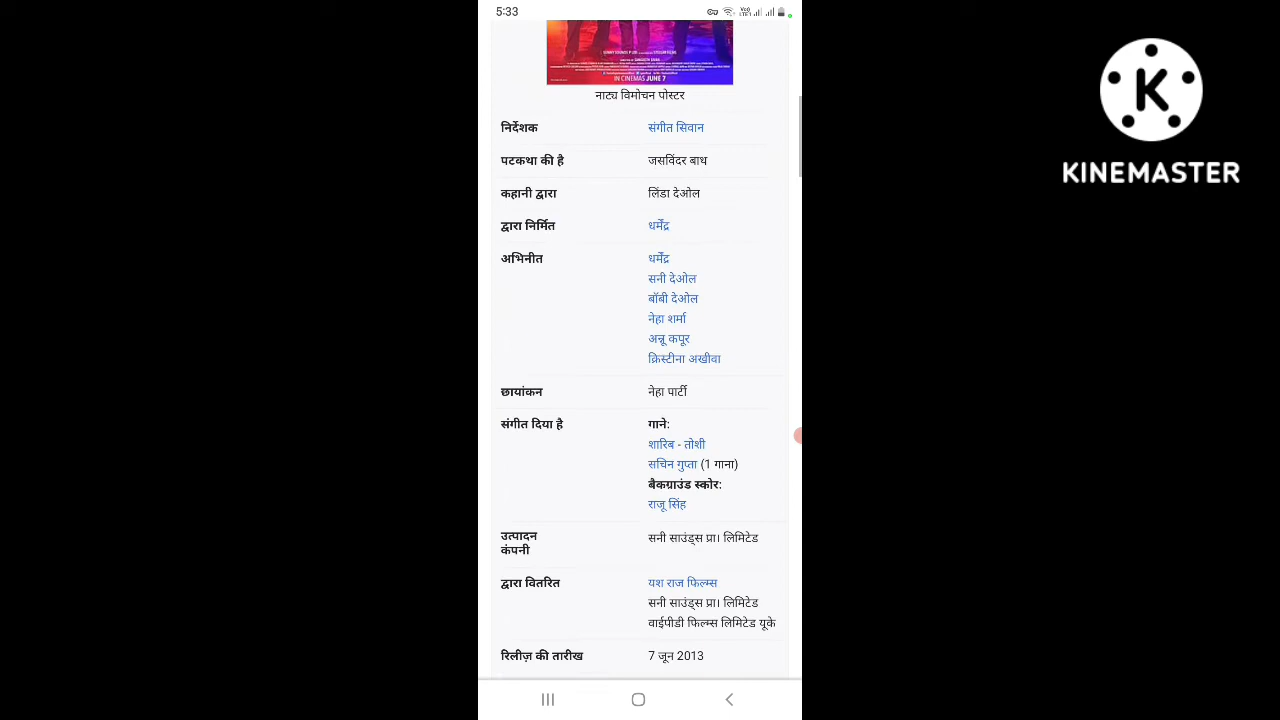 5:33
IN CINEMAS JUNE 7
नाट्य विमोचन पोस्टर
निर्देशक संगीत सिवान
पटकथा की है जसविंदर बाथ
कहानी द्वारा लिंडा देओल
द्वारा निर्मित धर्मेंद्र
अभिनीत धर्मेंद्र
सनी देओल
बॉबी देओल
नेहा शर्मा
अन्नू कपूर
क्रिस्टीना अखीवा
छायांकन नेहा पार्टी
संगीत दिया है गाने:
शारिब - तोशी
सचिन गुप्ता (1 गाना)
बैकग्राउंड स्कोर:
राजू सिंह
उत्पादन
कंपनी सनी साउंड्स प्रा। लिमिटेड
द्वारा वितरित यश राज फिल्म्स
सनी साउंड्स प्रा। लिमिटेड
वाईपीडी फिल्म्स लिमिटेड यूके
रिलीज़ की तारीख 7 जून 2013
K
KINEMASTER